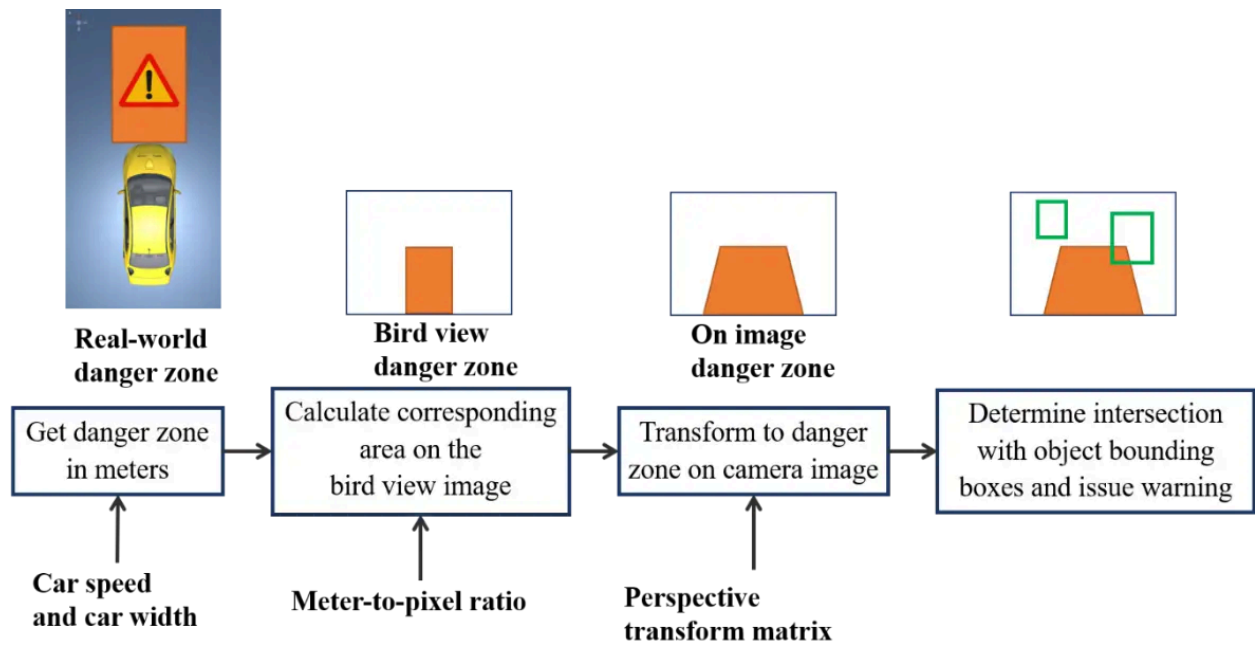 Real-world
danger zone
Bird view
danger zone
On image
danger zone
Get danger zone
in meters
Calculate corresponding
area on the
bird view image
Transform to danger
zone on camera image
Determine intersection
with object bounding
boxes and issue warning
Car speed
and car width
Meter-to-pixel ratio
Perspective
transform matrix